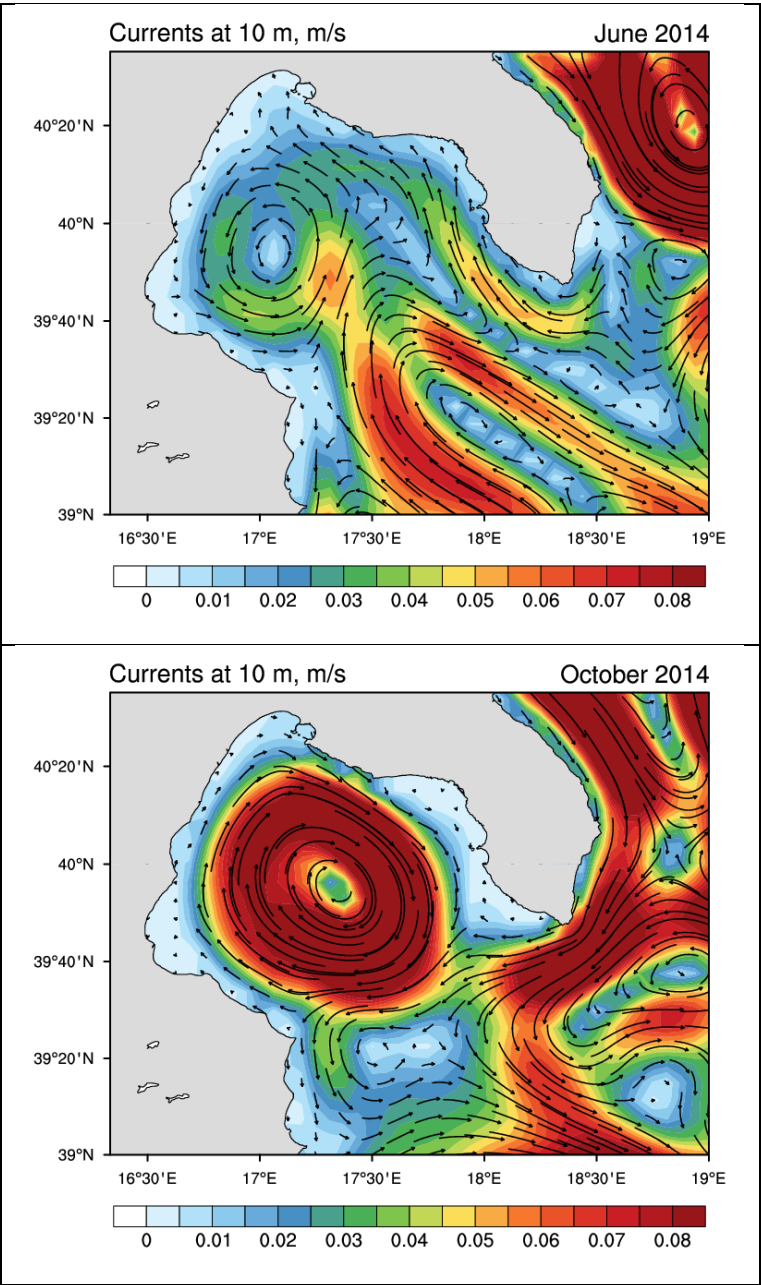 Currents at 10 m, m/s June 2014
40°20'N
40°N
39°40'N
39°20'N
39°N
16°30'E 17°E 17°30'E 18°E 18°30'E 19°E
0 0.01 0.02 0.03 0.04 0.05 0.06 0.07 0.08
Currents at 10 m, m/s October 2014
40°20'N
40°N
39°40'N
39°20'N
39°N
16°30'E 17°E 17°30'E 18°E 18°30'E 19°E
0 0.01 0.02 0.03 0.04 0.05 0.06 0.07 0.08